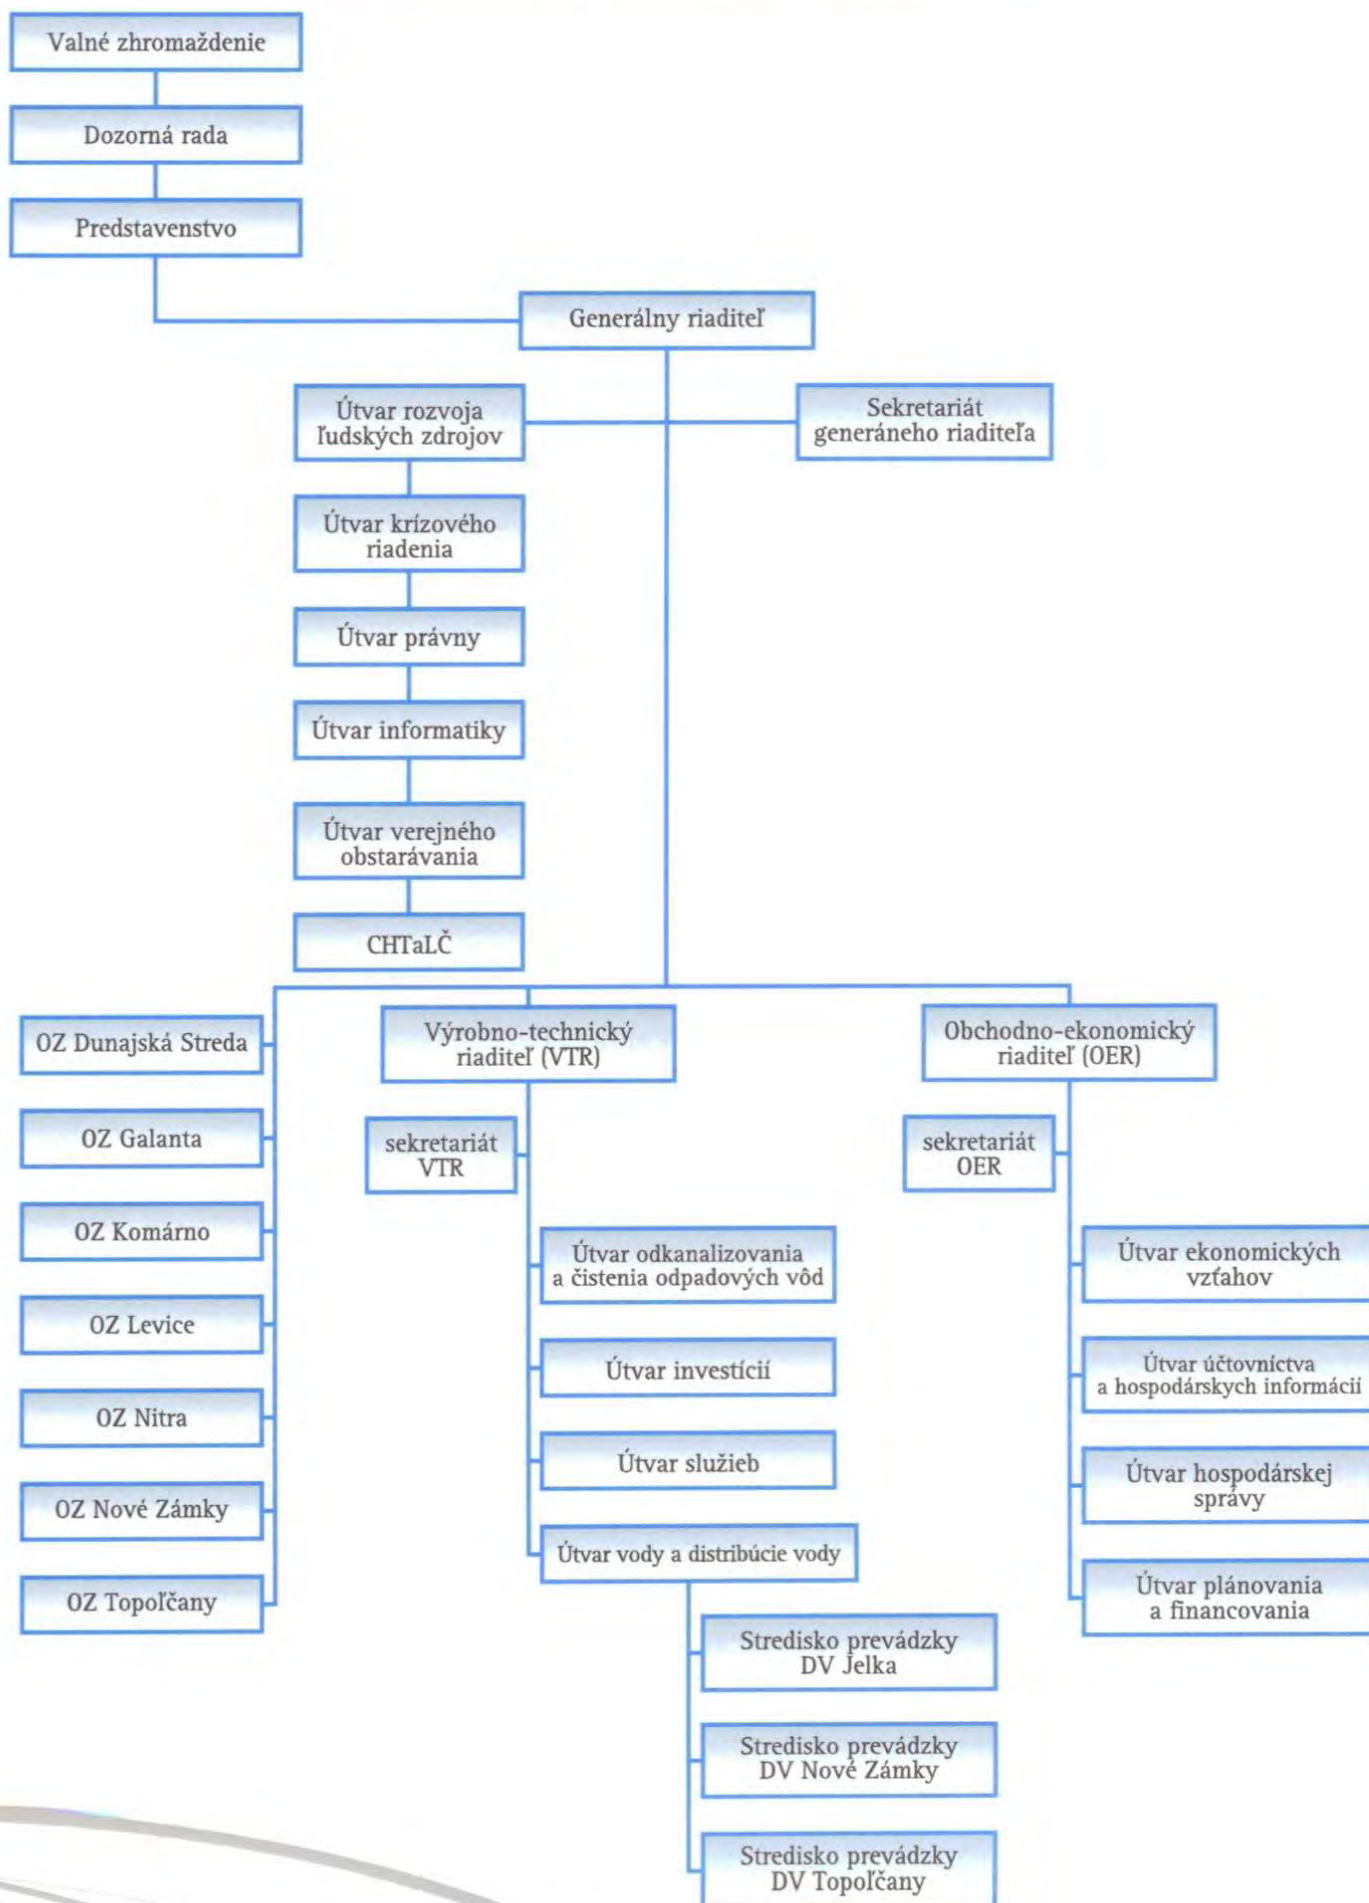 Valné zhromaždenie
Dozorná rada
Predstavenstvo
Generálny riaditeľ
Útvar rozvoja
ľudských zdrojov
Sekretariát
generáneho riaditeľa
Útvar krízového
riadenia
Útvar právny
Útvar informatiky
Útvar verejného
obstarávania
CHTaLČ
OZ Dunajská Streda
OZ Galanta
OZ Komárno
OZ Levice
OZ Nitra
OZ Nové Zámky
OZ Topoľčany
Výrobno-technický
riaditeľ (VTR)
sekretariát
VTR
Útvar odkanalizovania
a čistenia odpadových vôd
Útvar investícií
Útvar služieb
Útvar vody a distribúcie vody
Stredisko prevádzky
DV Jelka
Stredisko prevádzky
DV Nové Zámky
Stredisko prevádzky
DV Topoľčany
Obchodno-ekonomický
riaditeľ (OER)
sekretariát
OER
Útvar ekonomických
vzťahov
Útvar účtovníctva
a hospodárskych informácií
Útvar hospodárskej
správy
Útvar plánovania
a financovania